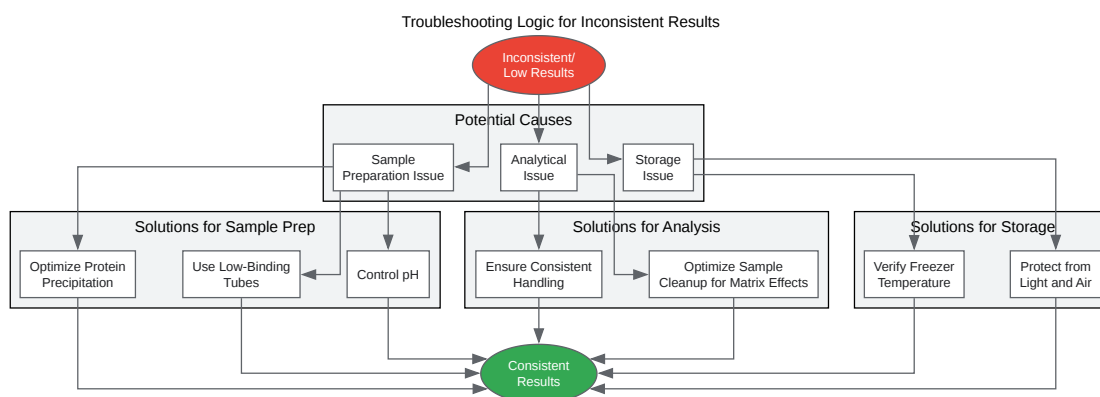 Troubleshooting Logic for Inconsistent Results
Inconsistent/
Low Results
Potential Causes
Sample
Preparation Issue
Analytical
Issue
Storage
Issue
Solutions for Sample Prep
Solutions for Analysis
Solutions for Storage
Optimize Protein
Precipitation
Use Low-Binding
Tubes
Control pH
Ensure Consistent
Handling
Optimize Sample
Cleanup for Matrix Effects
Verify Freezer
Temperature
Protect from
Light and Air
Consistent
Results